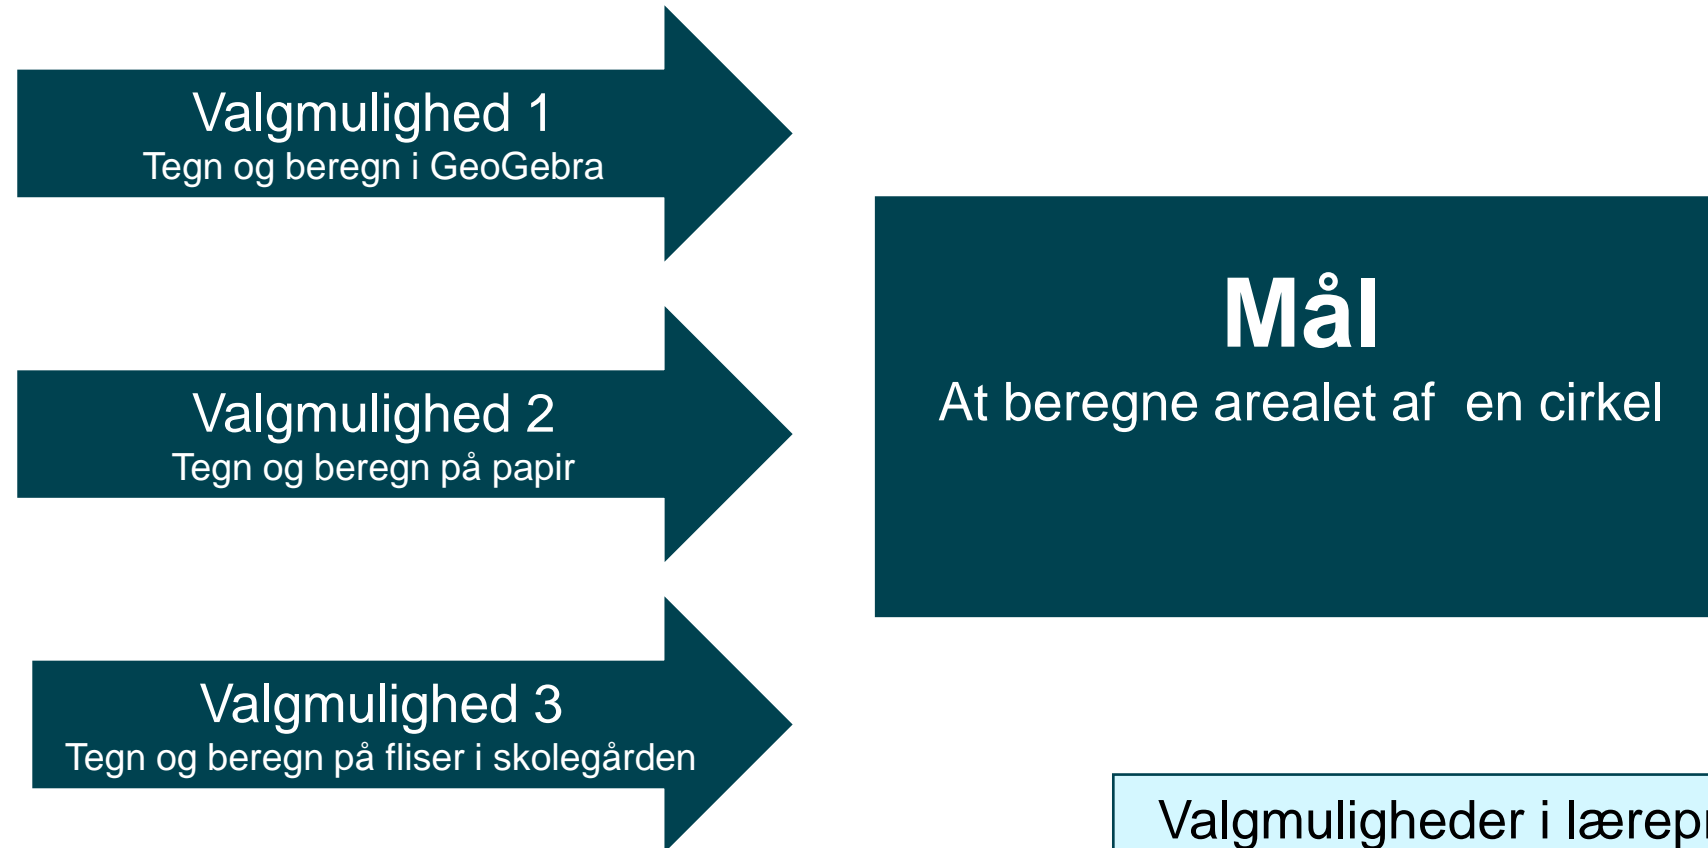 Valgmulighed 1
Tegn og beregn i GeoGebra
Mål
At beregne arealet af  en cirkel
Valgmulighed 2
Tegn og beregn på papir
Valgmulighed 3
Tegn og beregn på fliser i skolegården
Valgmuligheder i